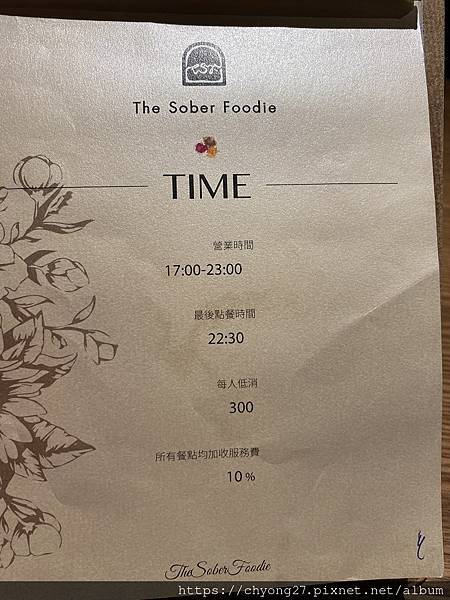 The Sober Foodie
TIME
營業時間
17:00-23:00
最後點餐時間
22:30
每人低消
300
所有餐點均加收服務費
10%
TheSoberFoodie
https://chyong27.pixnet.net/album